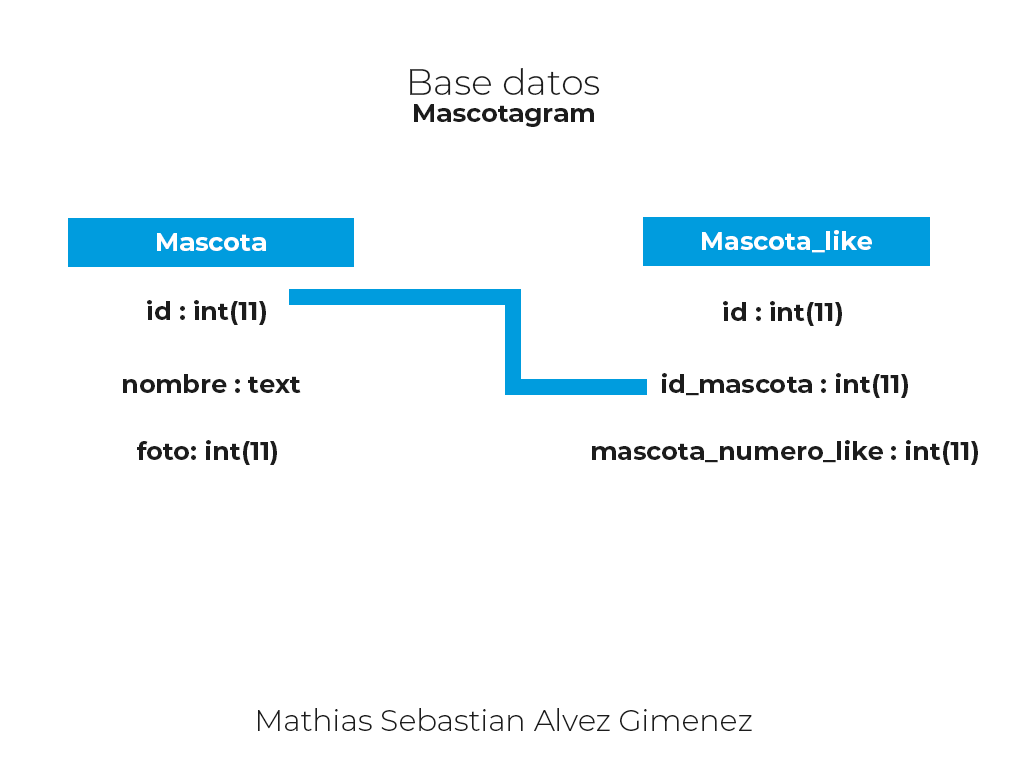 Base datos
Mascotagram
Mascota
id : int(11)
nombre : text
foto: int(11)
Mascota_like
id : int(11)
id_mascota : int(11)
mascota_numero_like : int(11)
Mathias Sebastian Alvez Gimenez